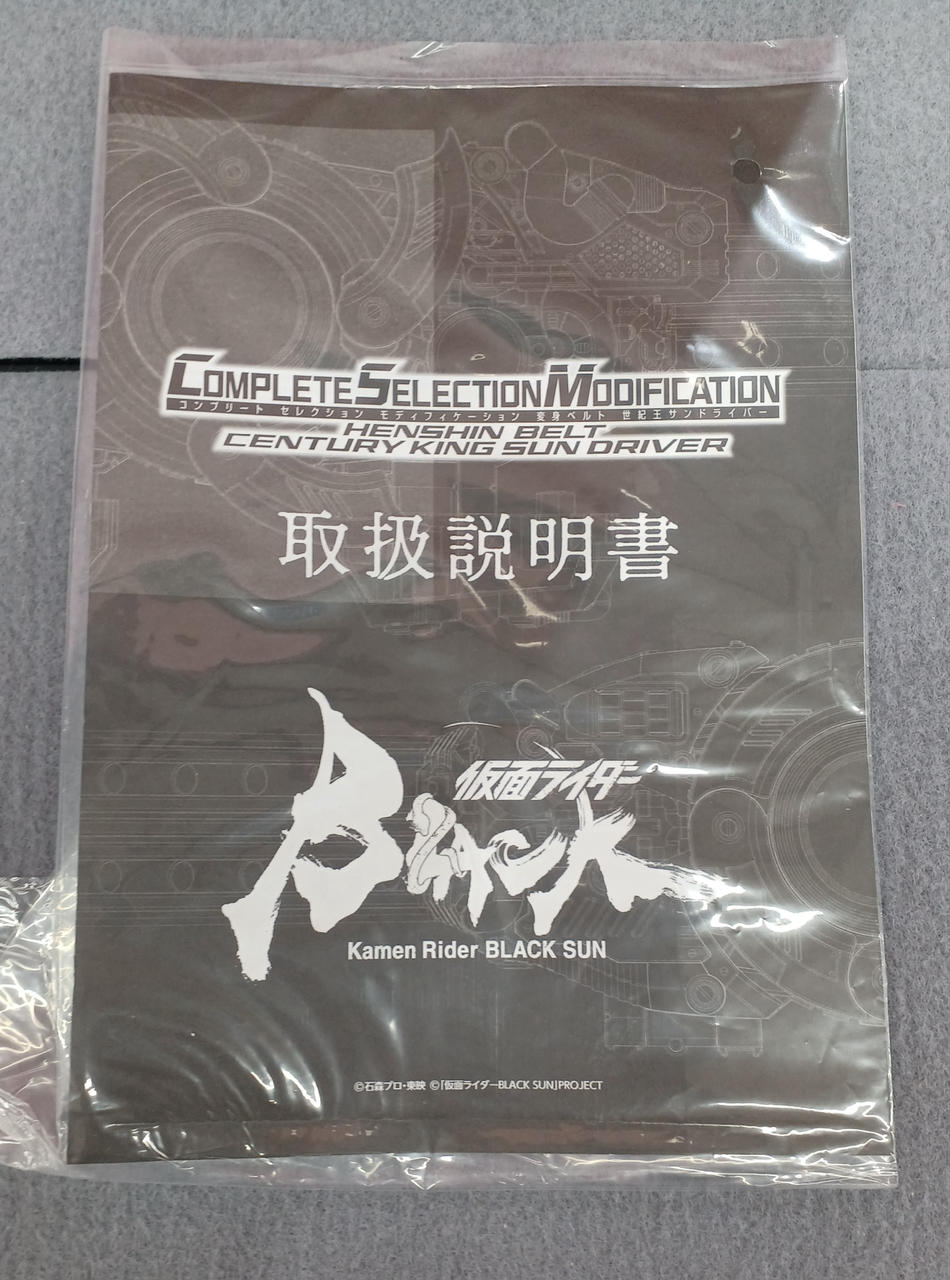 COMPLETE SELECTION MODIFICATION
コンプリート セレクション モディフィケーション 変身ベルト 世紀王サンドライバー
HENSHIN BELT
CENTURY KING SUN DRIVER
取扱説明書
仮面ライダー
BLACK
Kamen Rider BLACK SUN
©石森プロ・東映 ©「仮面ライダーBLACK SUN」PROJECT